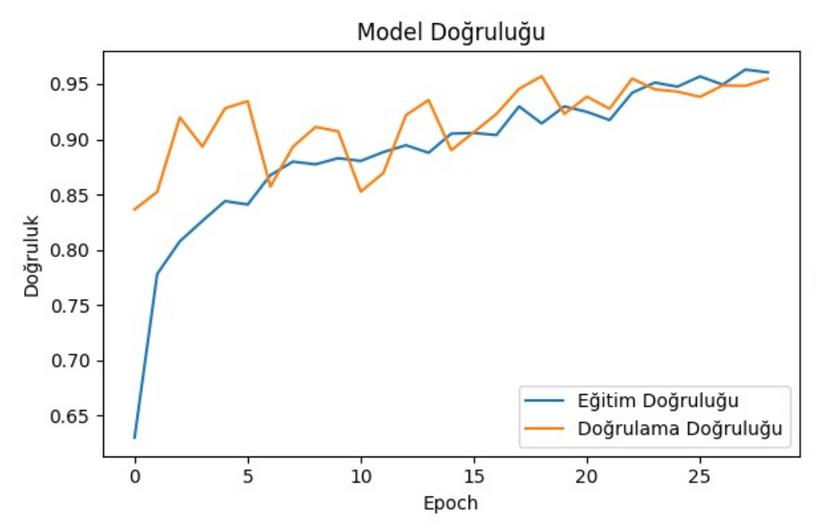 Model Doğruluğu
0.95
0.90
0.85
0.80
0.75
0.70
0.65
Doğruluk
Eğitim Doğruluğu
Doğrulama Doğruluğu
0 5 10 15 20 25
Epoch